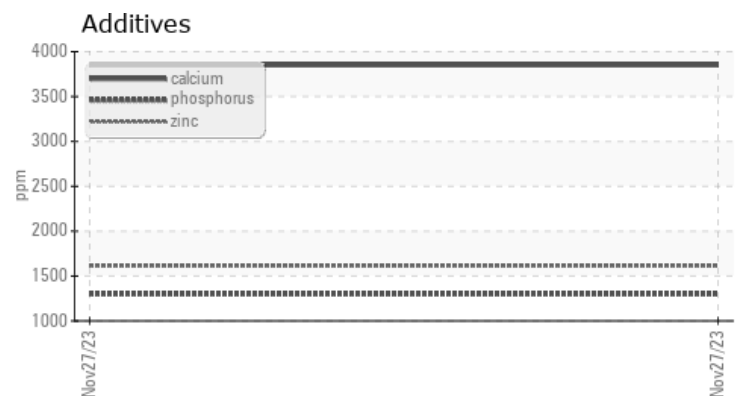 Additives
4000
3500
3000
2500
2000
1500
1000
ppm
calcium
phosphorus
zinc
Nov27/23
Nov27/23